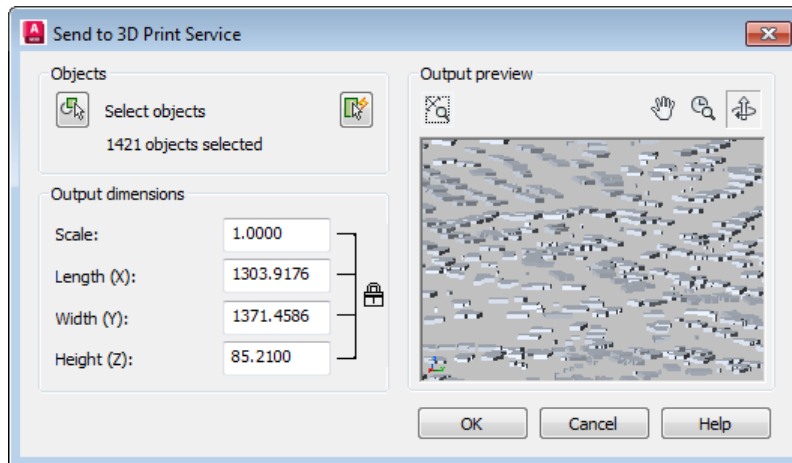 Send to 3D Print Service
Objects
Select objects
1421 objects selected
Output dimensions
Scale:
1.0000
Length (X):
1303.9176
Width (Y):
1371.4586
Height (Z):
85.2100
Output preview
OK
Cancel
Help